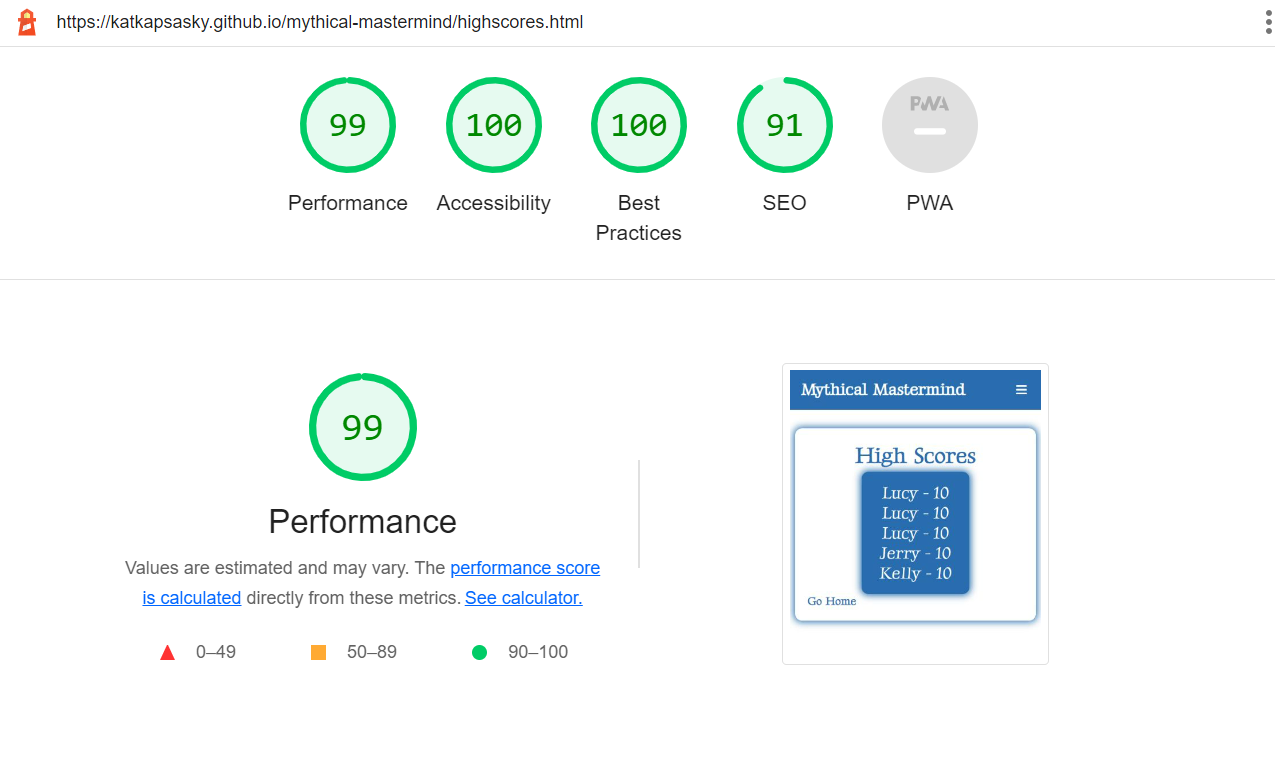 https://katkapsasky.github.io/mythical-mastermind/highscores.html
99
100
100
91
PWA
Performance
Accessibility
Best
Practices
SEO
PWA
99
Performance
Values are estimated and may vary. The performance score
is calculated directly from these metrics. See calculator.
0–49
50–89
90–100
Mythical Mastermind
High Scores
Lucy - 10
Lucy - 10
Lucy - 10
Jerry - 10
Kelly - 10
Go Home